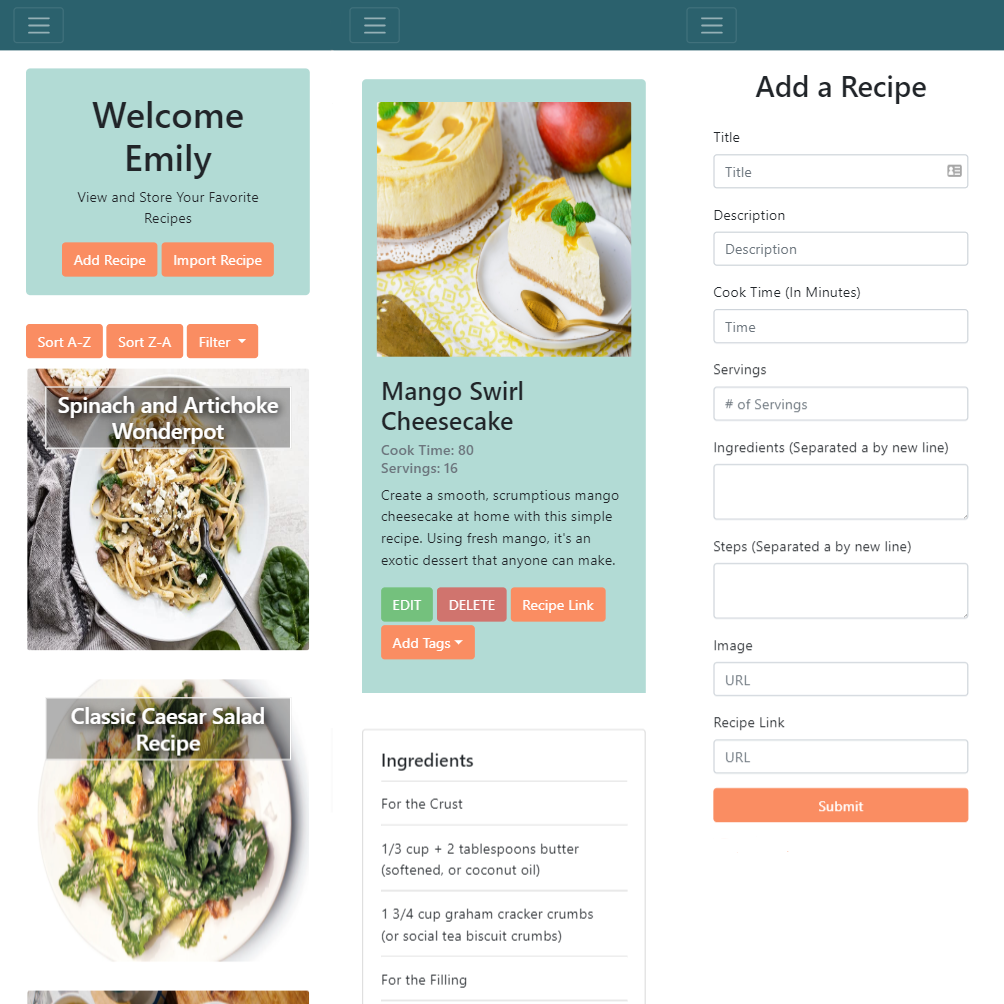 Welcome
Emily
View and Store Your Favorite
Recipes
Add Recipe
Import Recipe
Sort A-Z
Sort Z-A
Filter
Spinach and Artichoke
Wonderpot
Classic Caesar Salad
Recipe
Mango Swirl
Cheesecake
Cook Time: 80
Servings: 16
Create a smooth, scrumptious mango
cheesecake at home with this simple
recipe. Using fresh mango, it's an
exotic dessert that anyone can make.
EDIT
DELETE
Recipe Link
Add Tags
Ingredients
For the Crust
1/3 cup + 2 tablespoons butter
(softened, or coconut oil)
1 3/4 cup graham cracker crumbs
(or social tea biscuit crumbs)
For the Filling
Add a Recipe
Title
Title
Description
Description
Cook Time (In Minutes)
Time
Servings
# of Servings
Ingredients (Separated a by new line)
Steps (Separated a by new line)
Image
URL
Recipe Link
URL
Submit